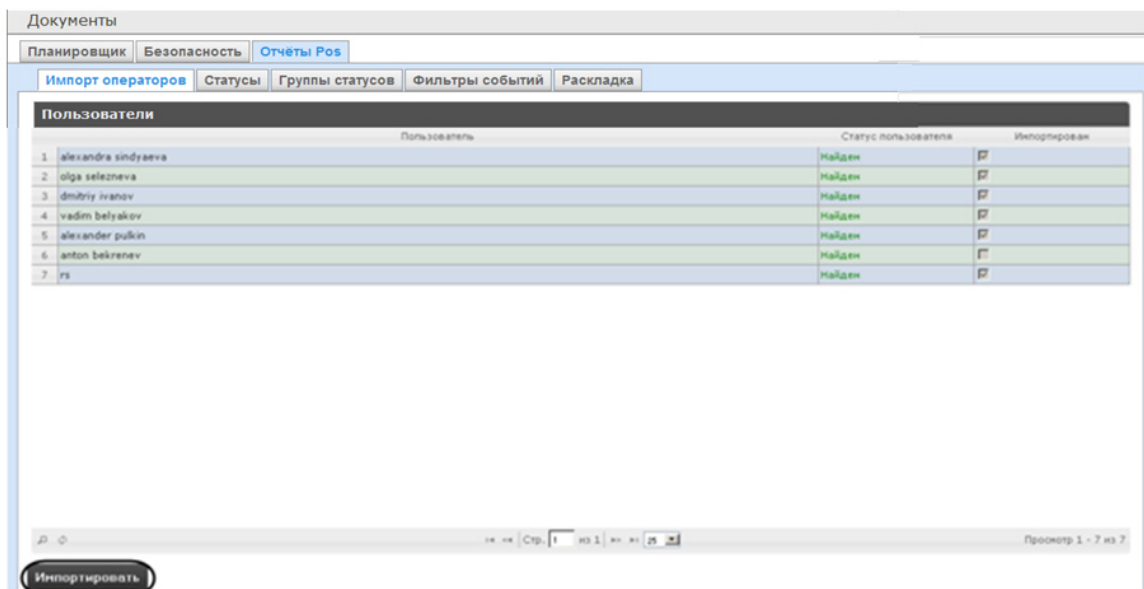 Документы
Планировщик Безопасность Отчёты Pos
Импорт операторов Статусы Группы статусов Фильтры событий Раскладка
Пользователи
Пользователь Статус пользователя Импортирован
1 alexandra sindyaeva Найден
2 olga selezneva Найден
3 dmitriy ivanov Найден
4 vadim belyakov Найден
5 alexander pulkin Найден
6 anton bekrenev Найден
7 rs Найден
Стр. 1 из 1 25 Просмотр 1 - 7 из 7
Импортировать